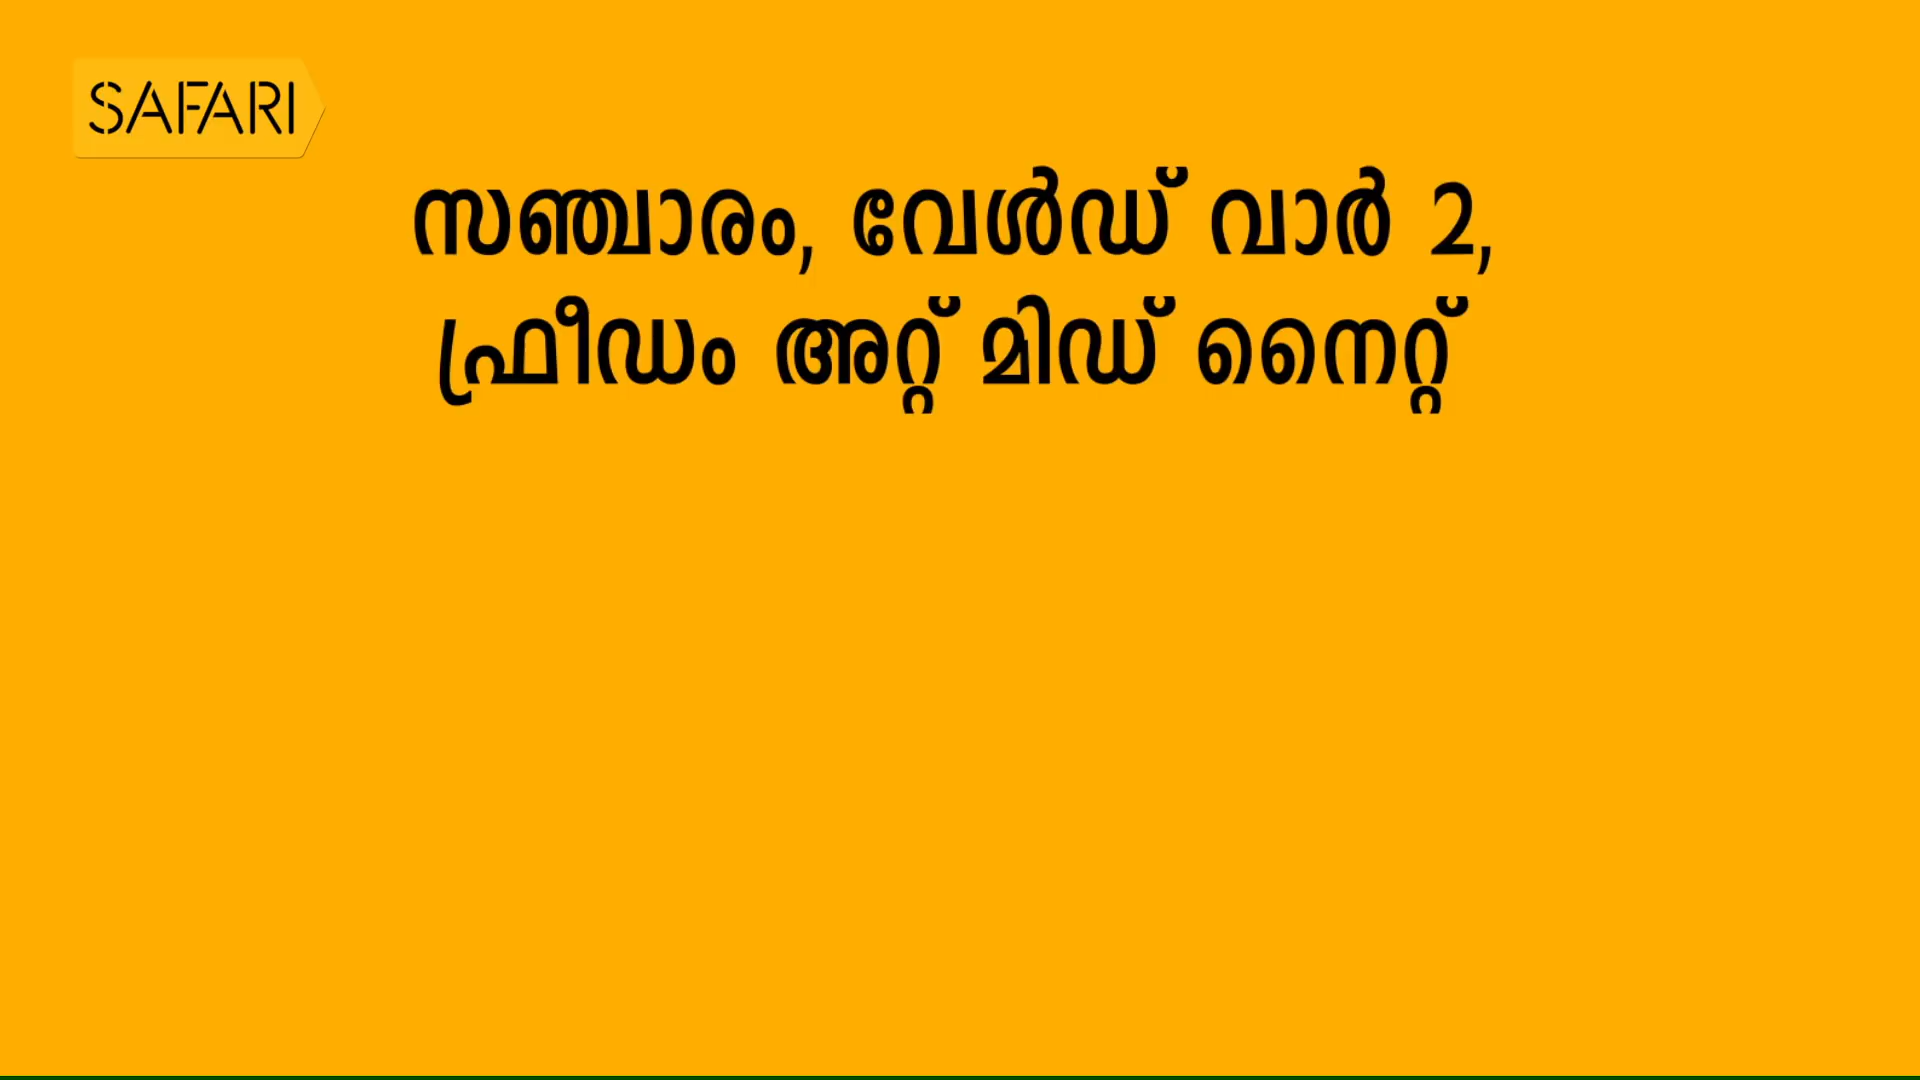 SAFARI
സഞ്ചാരം, വേൾഡ് വാർ 2,
ഫ്രീഡം അറ്റ് മിഡ് നൈറ്റ്